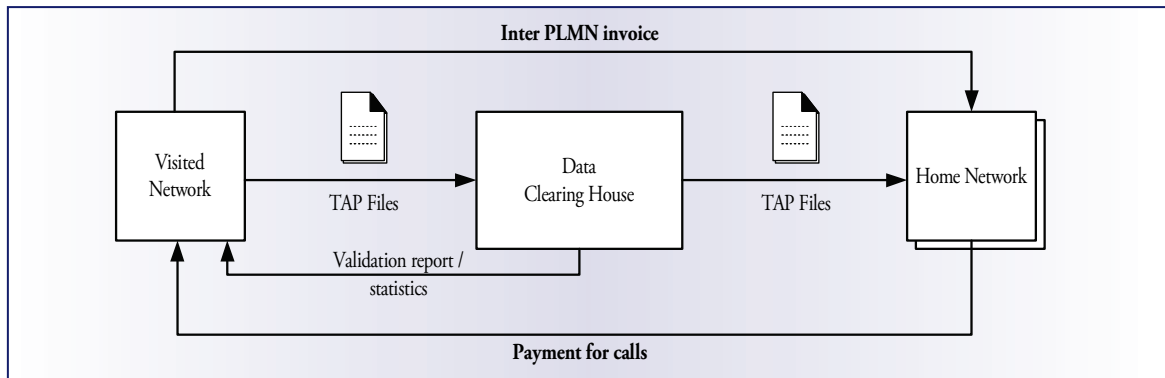 Inter PLMN invoice
Visited
Network
TAP Files
Data
Clearing House
TAP Files
Home Network
Validation report /
statistics
Payment for calls